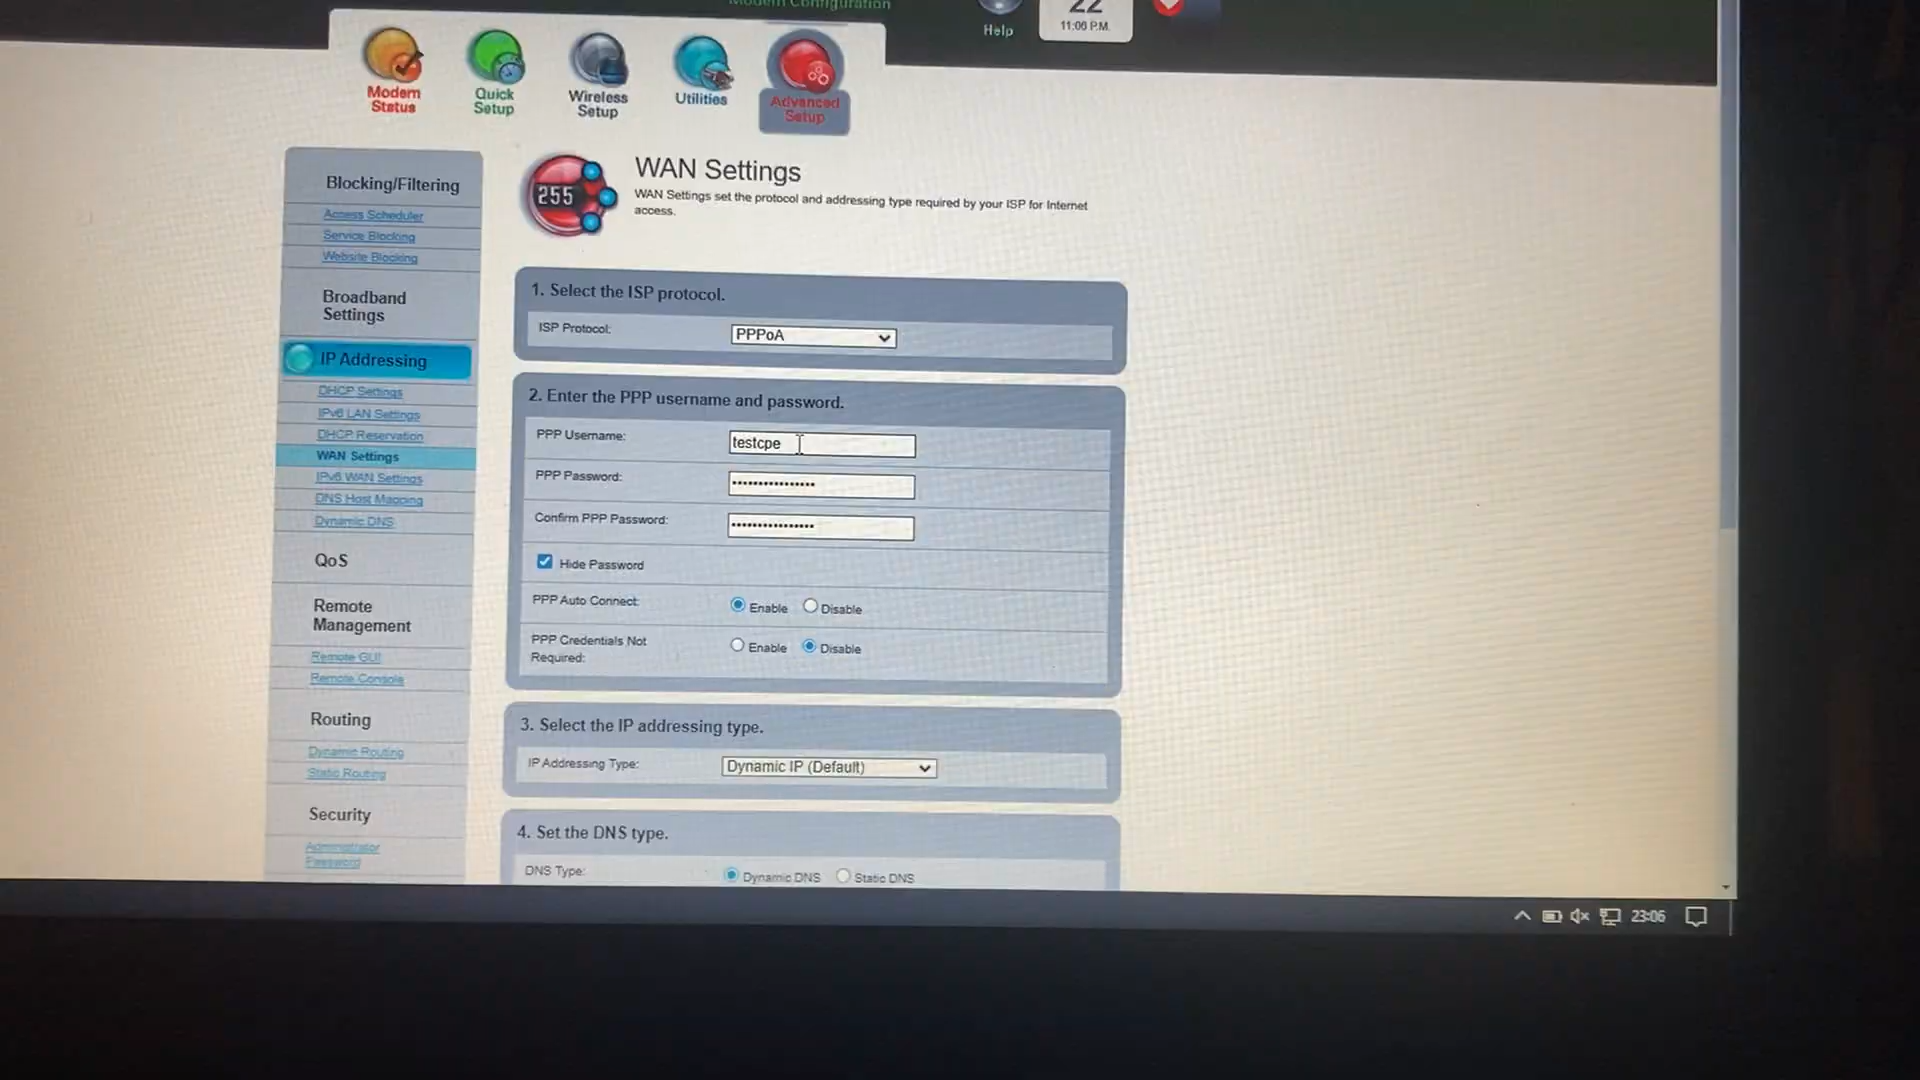 Modem Configuration
Help
22
11:06 P.M.
Modem
Status
Quick
Setup
Wireless
Setup
Utilities
Advanced
Setup
Blocking/Filtering
Access Scheduler
Service Blocking
Website Blocking
Broadband
Settings
IP Addressing
DHCP Settings
IPv6 LAN Settings
DHCP Reservation
WAN Settings
IPv6 WAN Settings
DNS Host Mapping
Dynamic DNS
QoS
Remote
Management
Remote GUI
Remote Console
Routing
Dynamic Routing
Static Routing
Security
Administrator
Password
255
WAN Settings
WAN Settings set the protocol and addressing type required by your ISP for Internet
access.
1. Select the ISP protocol.
ISP Protocol: PPPoA
2. Enter the PPP username and password.
PPP Username: testcpe
PPP Password: ••••••••••••••••
Confirm PPP Password: ••••••••••••••••
Hide Password
PPP Auto Connect: Enable Disable
PPP Credentials Not
Required: Enable Disable
3. Select the IP addressing type.
IP Addressing Type: Dynamic IP (Default)
4. Set the DNS type.
DNS Type: Dynamic DNS Static DNS
23:06